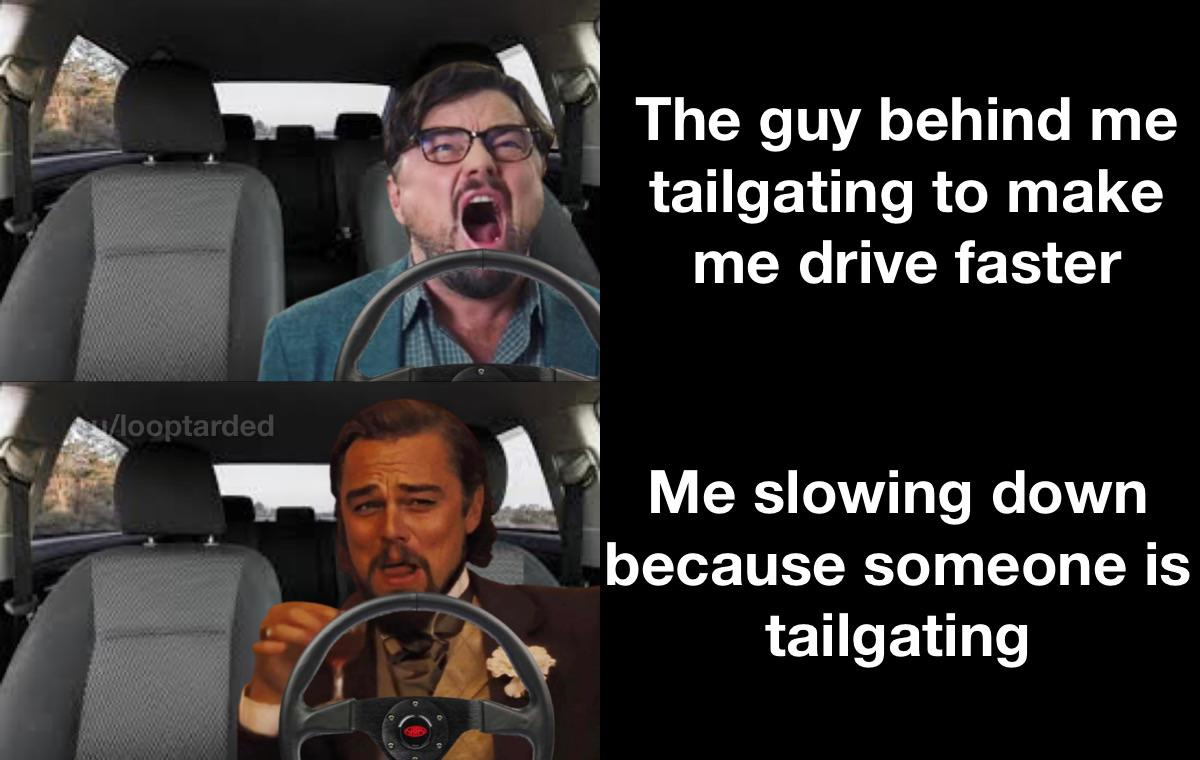 The guy behind me
tailgating to make
me drive faster
u/looptarded
Me slowing down
because someone is
tailgating